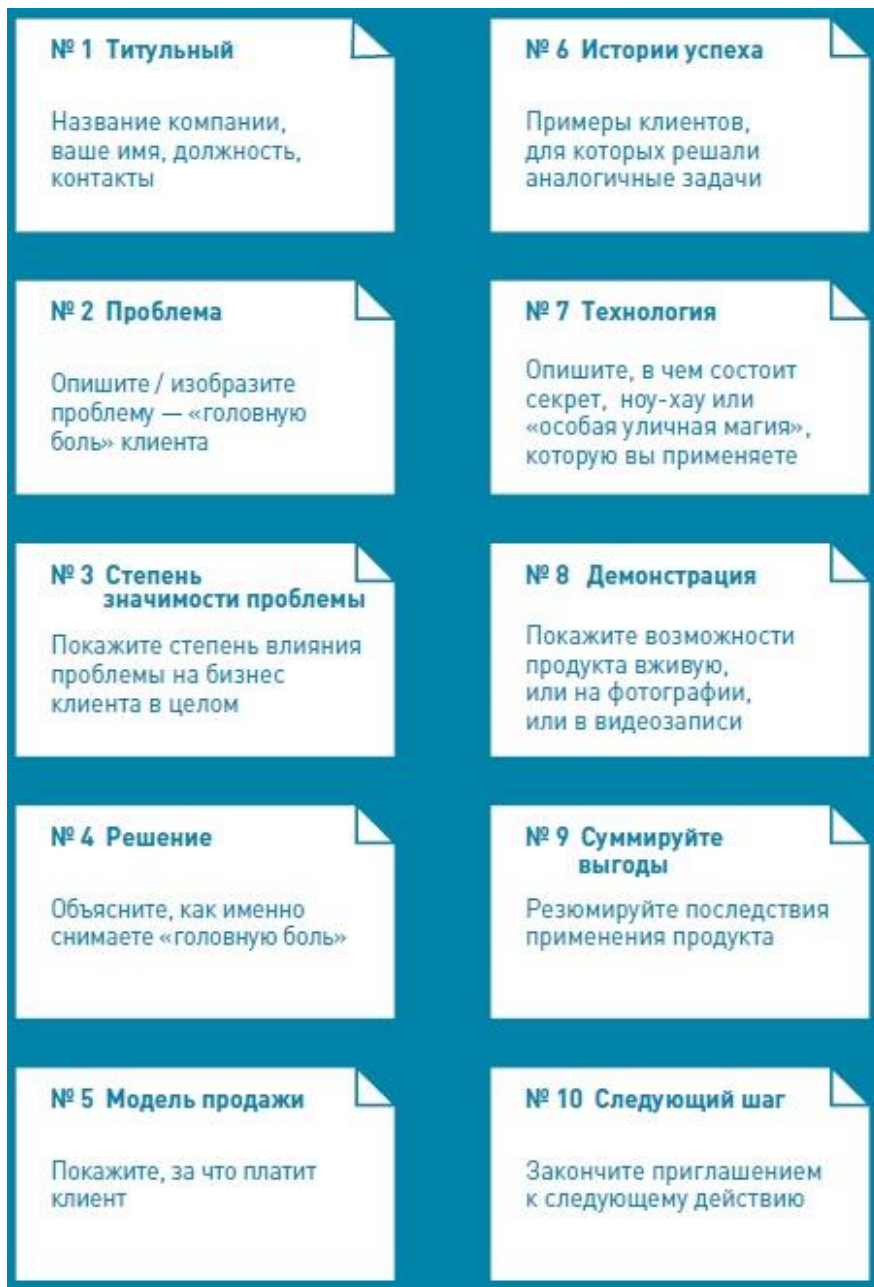 № 1 Титульный
Название компании,
ваше имя, должность,
контакты
№ 2 Проблема
Опишите / изобразите
проблему — «головную
боль» клиента
№ 3 Степень
значимости проблемы
Покажите степень влияния
проблемы на бизнес
клиента в целом
№ 4 Решение
Объясните, как именно
снимаете «головную боль»
№ 5 Модель продажи
Покажите, за что платит
клиент
№ 6 Истории успеха
Примеры клиентов,
для которых решали
аналогичные задачи
№ 7 Технология
Опишите, в чем состоит
секрет, ноу-хау или
«особая уличная магия»,
которую вы применяете
№ 8 Демонстрация
Покажите возможности
продукта вживую,
или на фотографии,
или в видеозаписи
№ 9 Суммируйте
выгоды
Резюмируйте последствия
применения продукта
№ 10 Следующий шаг
Закончите приглашением
к следующему действию